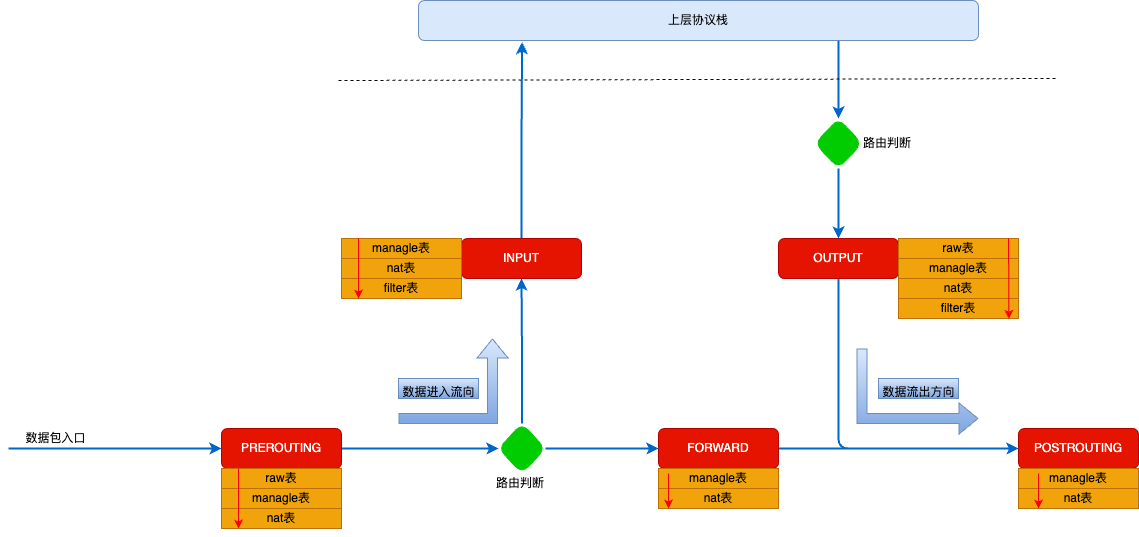 上层协议栈
路由判断
managle表
nat表
filter表
INPUT
OUTPUT
raw表
managle表
nat表
filter表
数据进入流向
数据流出方向
数据包入口
PREROUTING
raw表
managle表
nat表
路由判断
FORWARD
managle表
nat表
POSTROUTING
managle表
nat表